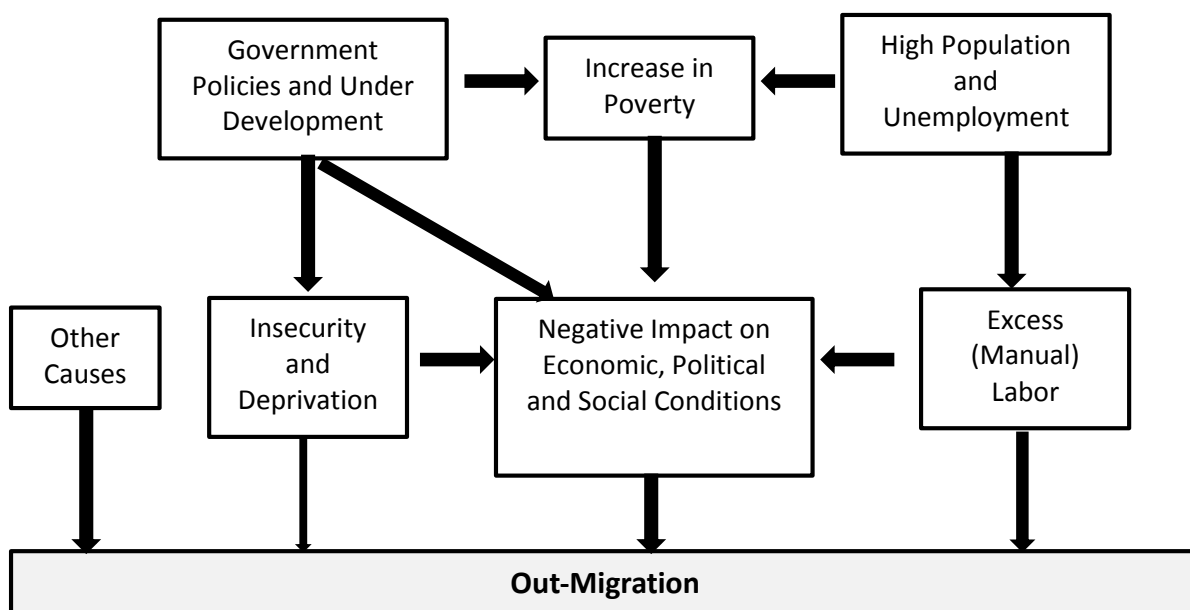 Government
Policies and Under
Development
Increase in
Poverty
High Population
and
Unemployment
Other
Causes
Insecurity
and
Deprivation
Negative Impact on
Economic, Political
and Social Conditions
Excess
(Manual)
Labor
Out-Migration